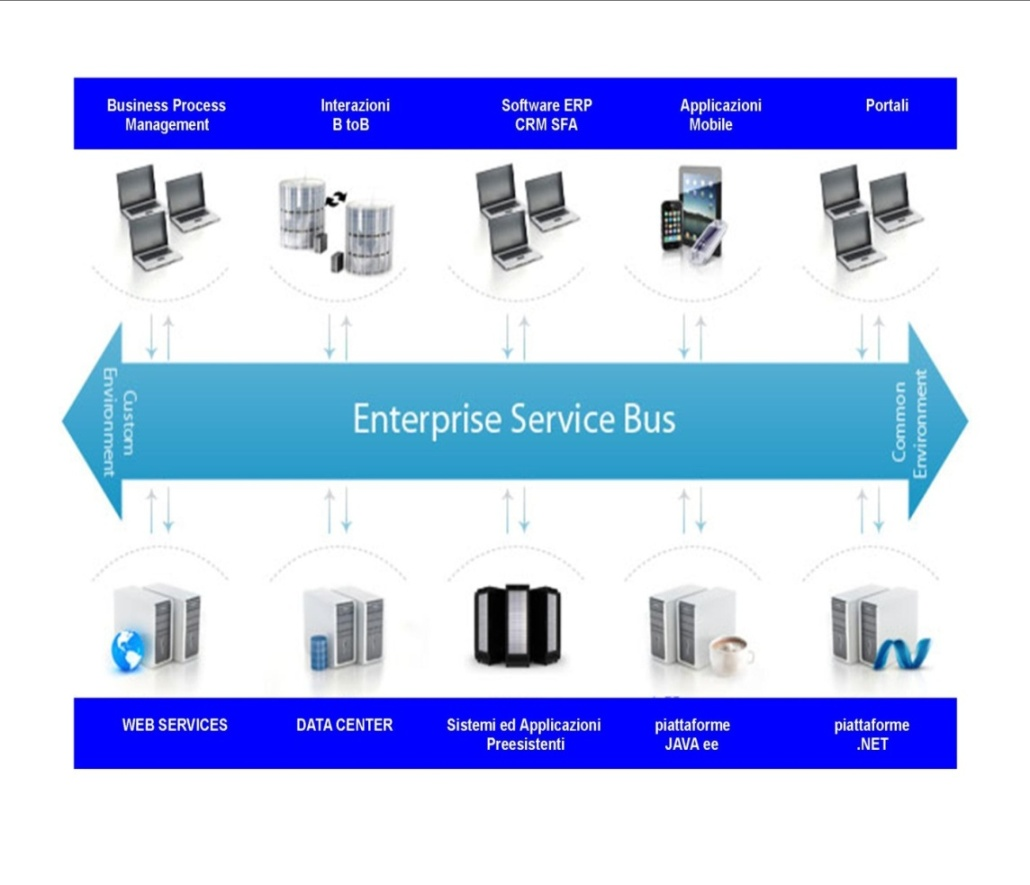 Business Process
Management
Interazioni
B toB
Software ERP
CRM SFA
Applicazioni
Mobile
Portali
Custom
Environment
Enterprise Service Bus
Common
Environment
WEB SERVICES
DATA CENTER
Sistemi ed Applicazioni
Preesistenti
piattaforme
JAVA ee
piattaforme
.NET